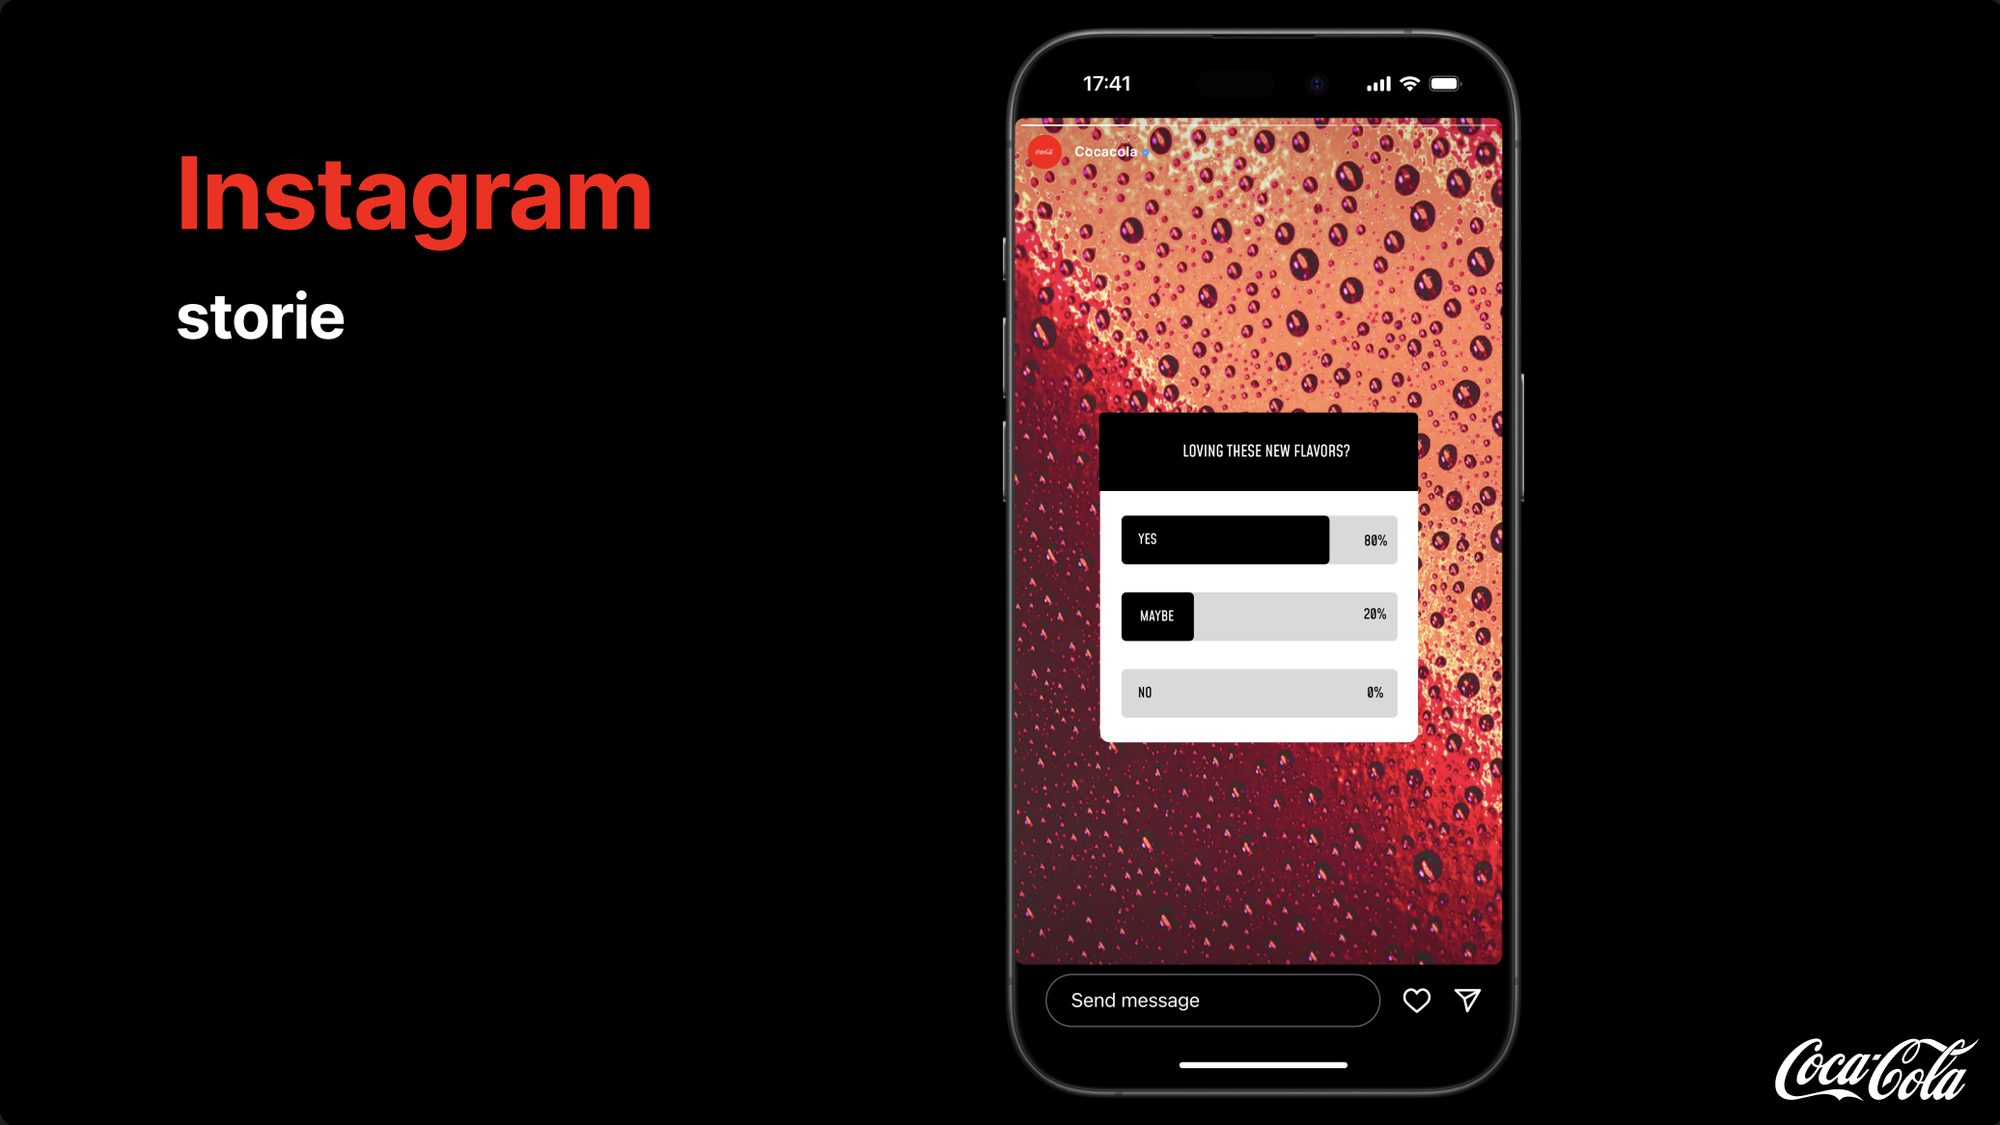 Instagram
storie
17:41
Cocacola
LOVING THESE NEW FLAVORS?
YES 80%
MAYBE 20%
NO 0%
Send message
Coca-Cola